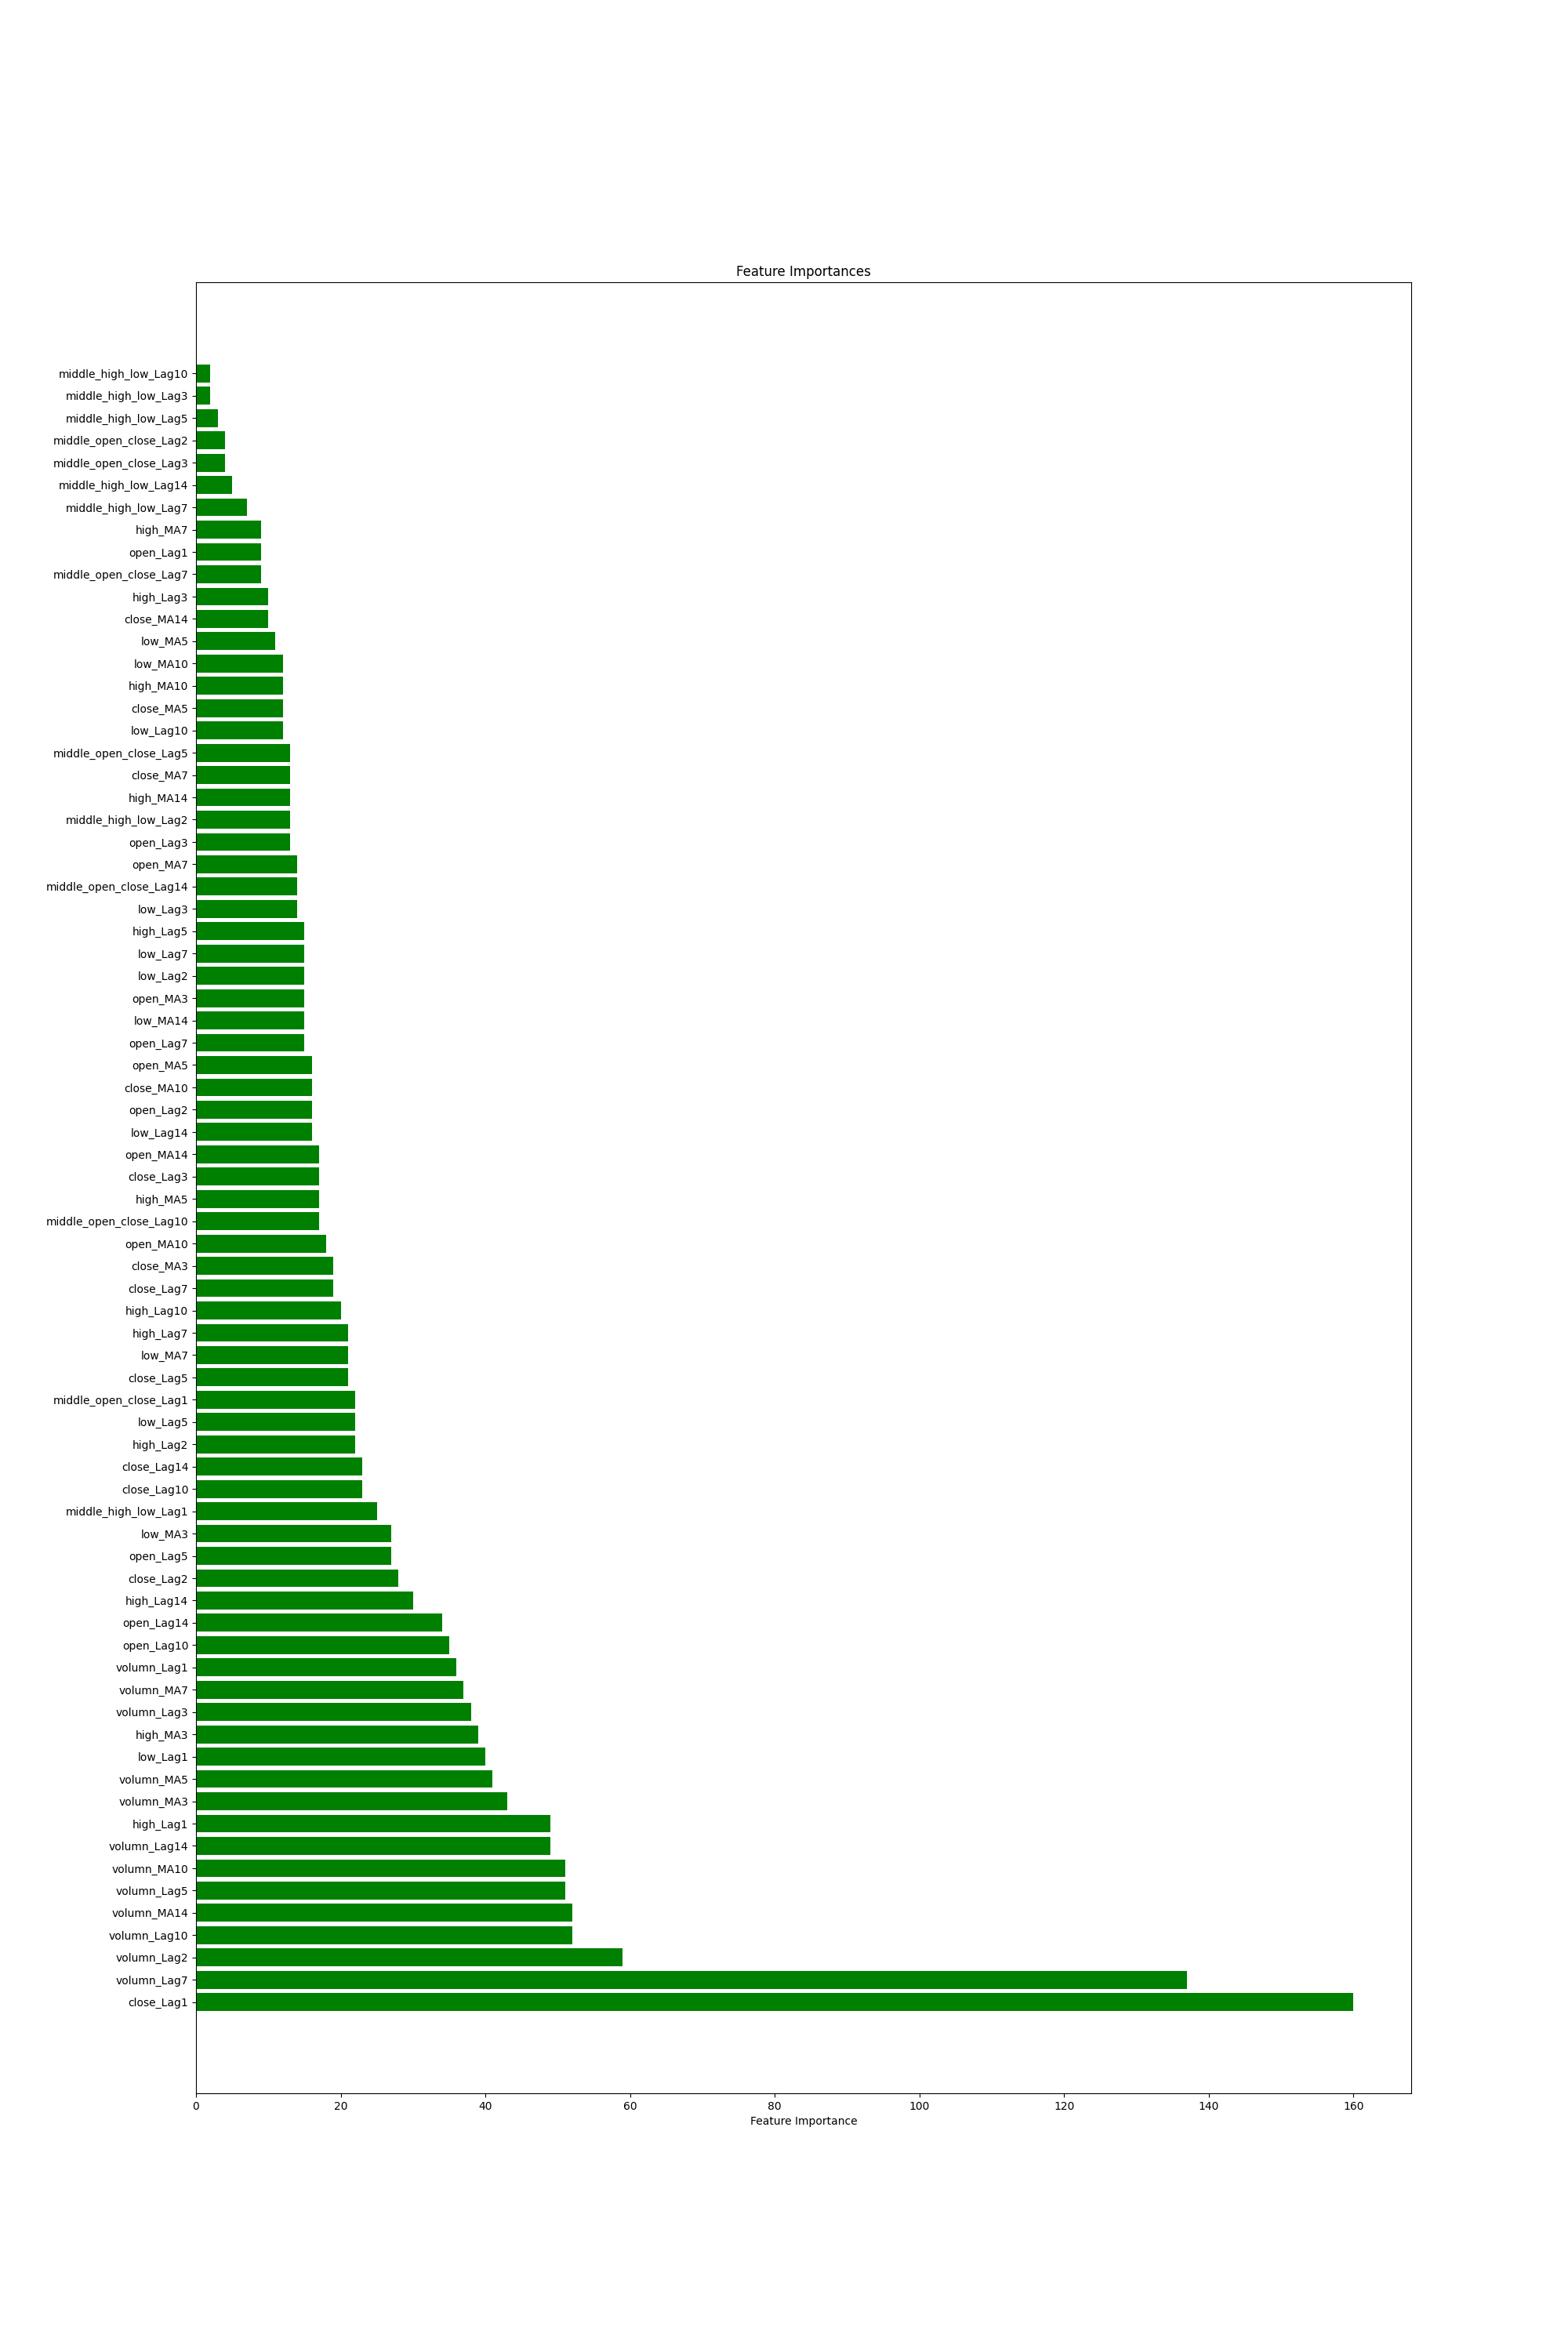 Feature Importances
middle_high_low_Lag10
middle_high_low_Lag3
middle_high_low_Lag5
middle_open_close_Lag2
middle_open_close_Lag3
middle_high_low_Lag14
middle_high_low_Lag7
high_MA7
open_Lag1
middle_open_close_Lag7
high_Lag3
close_MA14
low_MA5
low_MA10
high_MA10
close_MA5
low_Lag10
middle_open_close_Lag5
close_MA7
high_MA14
middle_high_low_Lag2
open_Lag3
open_MA7
middle_open_close_Lag14
low_Lag3
high_Lag5
low_Lag7
low_Lag2
open_MA3
low_MA14
open_Lag7
open_MA5
close_MA10
open_Lag2
low_Lag14
open_MA14
close_Lag3
high_MA5
middle_open_close_Lag10
open_MA10
close_MA3
close_Lag7
high_Lag10
high_Lag7
low_MA7
close_Lag5
middle_open_close_Lag1
low_Lag5
high_Lag2
close_Lag14
close_Lag10
middle_high_low_Lag1
low_MA3
open_Lag5
close_Lag2
high_Lag14
open_Lag14
open_Lag10
volumn_Lag1
volumn_MA7
volumn_Lag3
high_MA3
low_Lag1
volumn_MA5
volumn_MA3
high_Lag1
volumn_Lag14
volumn_MA10
volumn_Lag5
volumn_MA14
volumn_Lag10
volumn_Lag2
volumn_Lag7
close_Lag1
0 20 40 60 80 100 120 140 160
Feature Importance